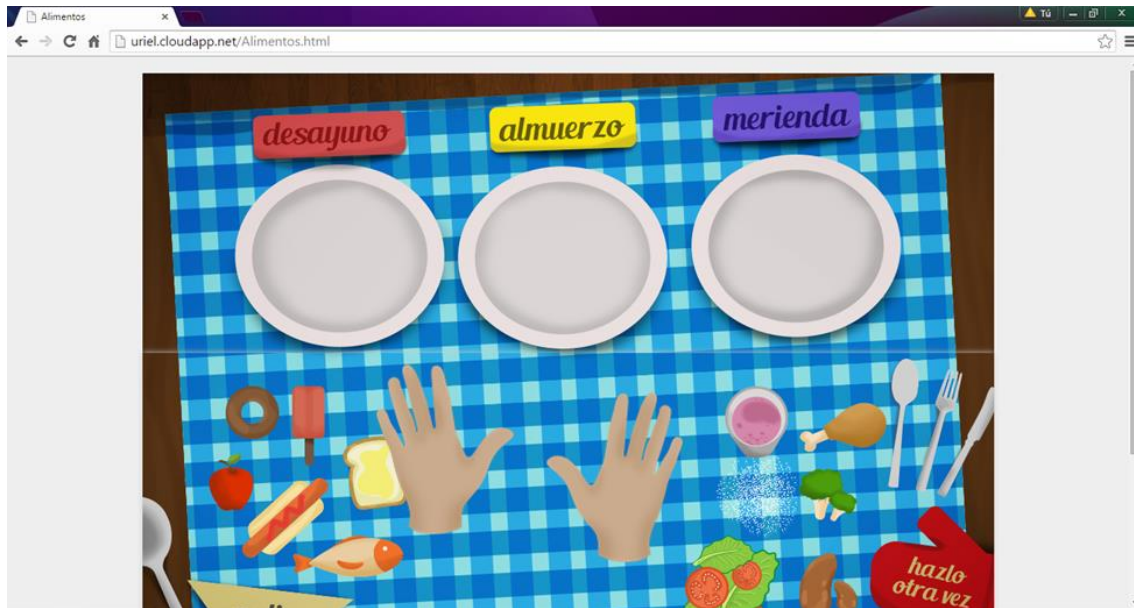 Alimentos
Tú
uriel.cloudapp.net/Alimentos.html
desayuno
almuerzo
merienda
hazlo
otra vez